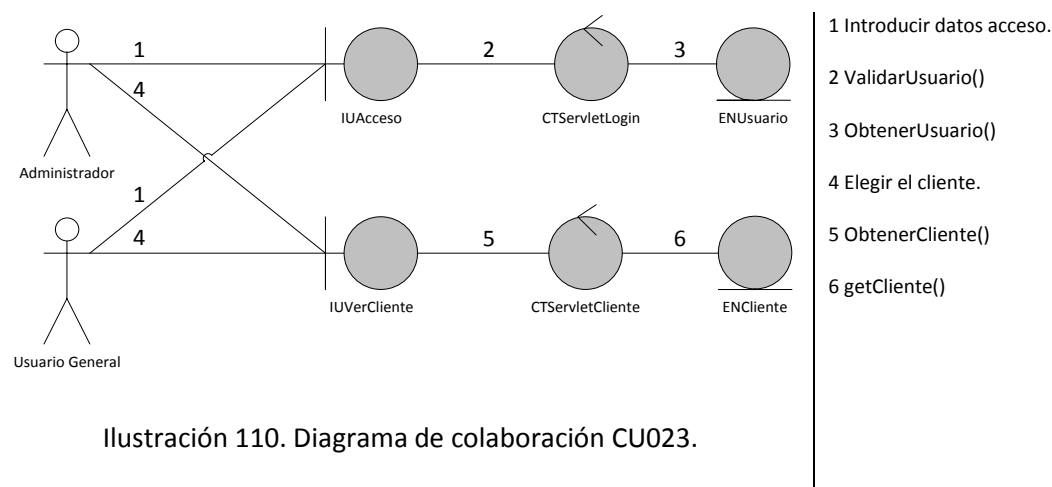 1
2
3
4
IUAcceso
CTServletLogin
ENUsuario
Administrador
1
4
5
6
IUVerCliente
CTServletCliente
ENCliente
Usuario General
1 Introducir datos acceso.
2 ValidarUsuario()
3 ObtenerUsuario()
4 Elegir el cliente.
5 ObtenerCliente()
6 getCliente()
Ilustración 110. Diagrama de colaboración CU023.